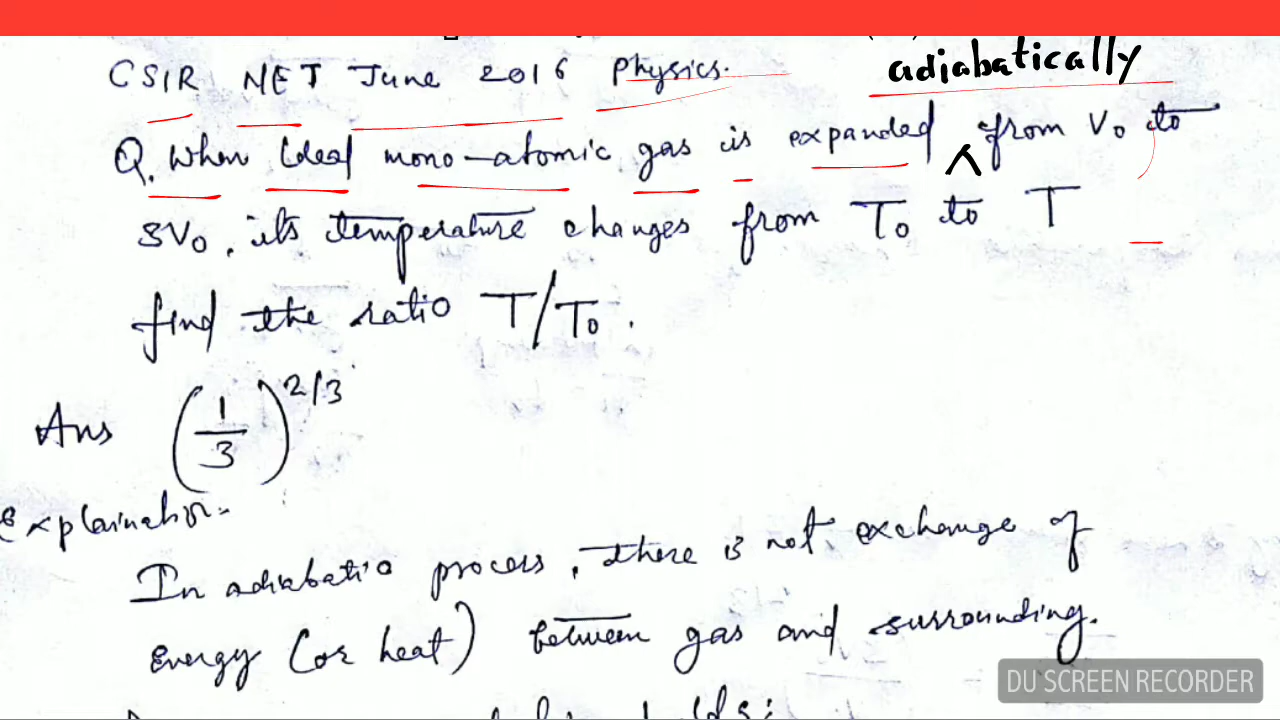 CSIR NET June 2016 Physics.
adiabatically
Q. When Ideal mono-atomic gas is expanded ^ from V₀ to
3V₀, its temperature changes from T₀ to T
find the ratio T/T₀.
Ans (1/3)^2/3
Explaination.
In adiabatic process, there is not exchange of
energy (or heat) between gas and surrounding.
DU SCREEN RECORDER